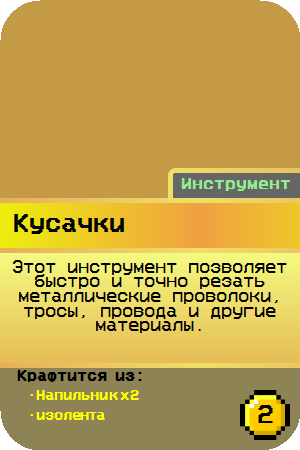 Инструмент
Кусачки
Этот инструмент позволяет
быстро и точно резать
металлические проволоки,
тросы, провода и другие
материалы.
Крафтится из:
·Напильник x2
·изолента
2